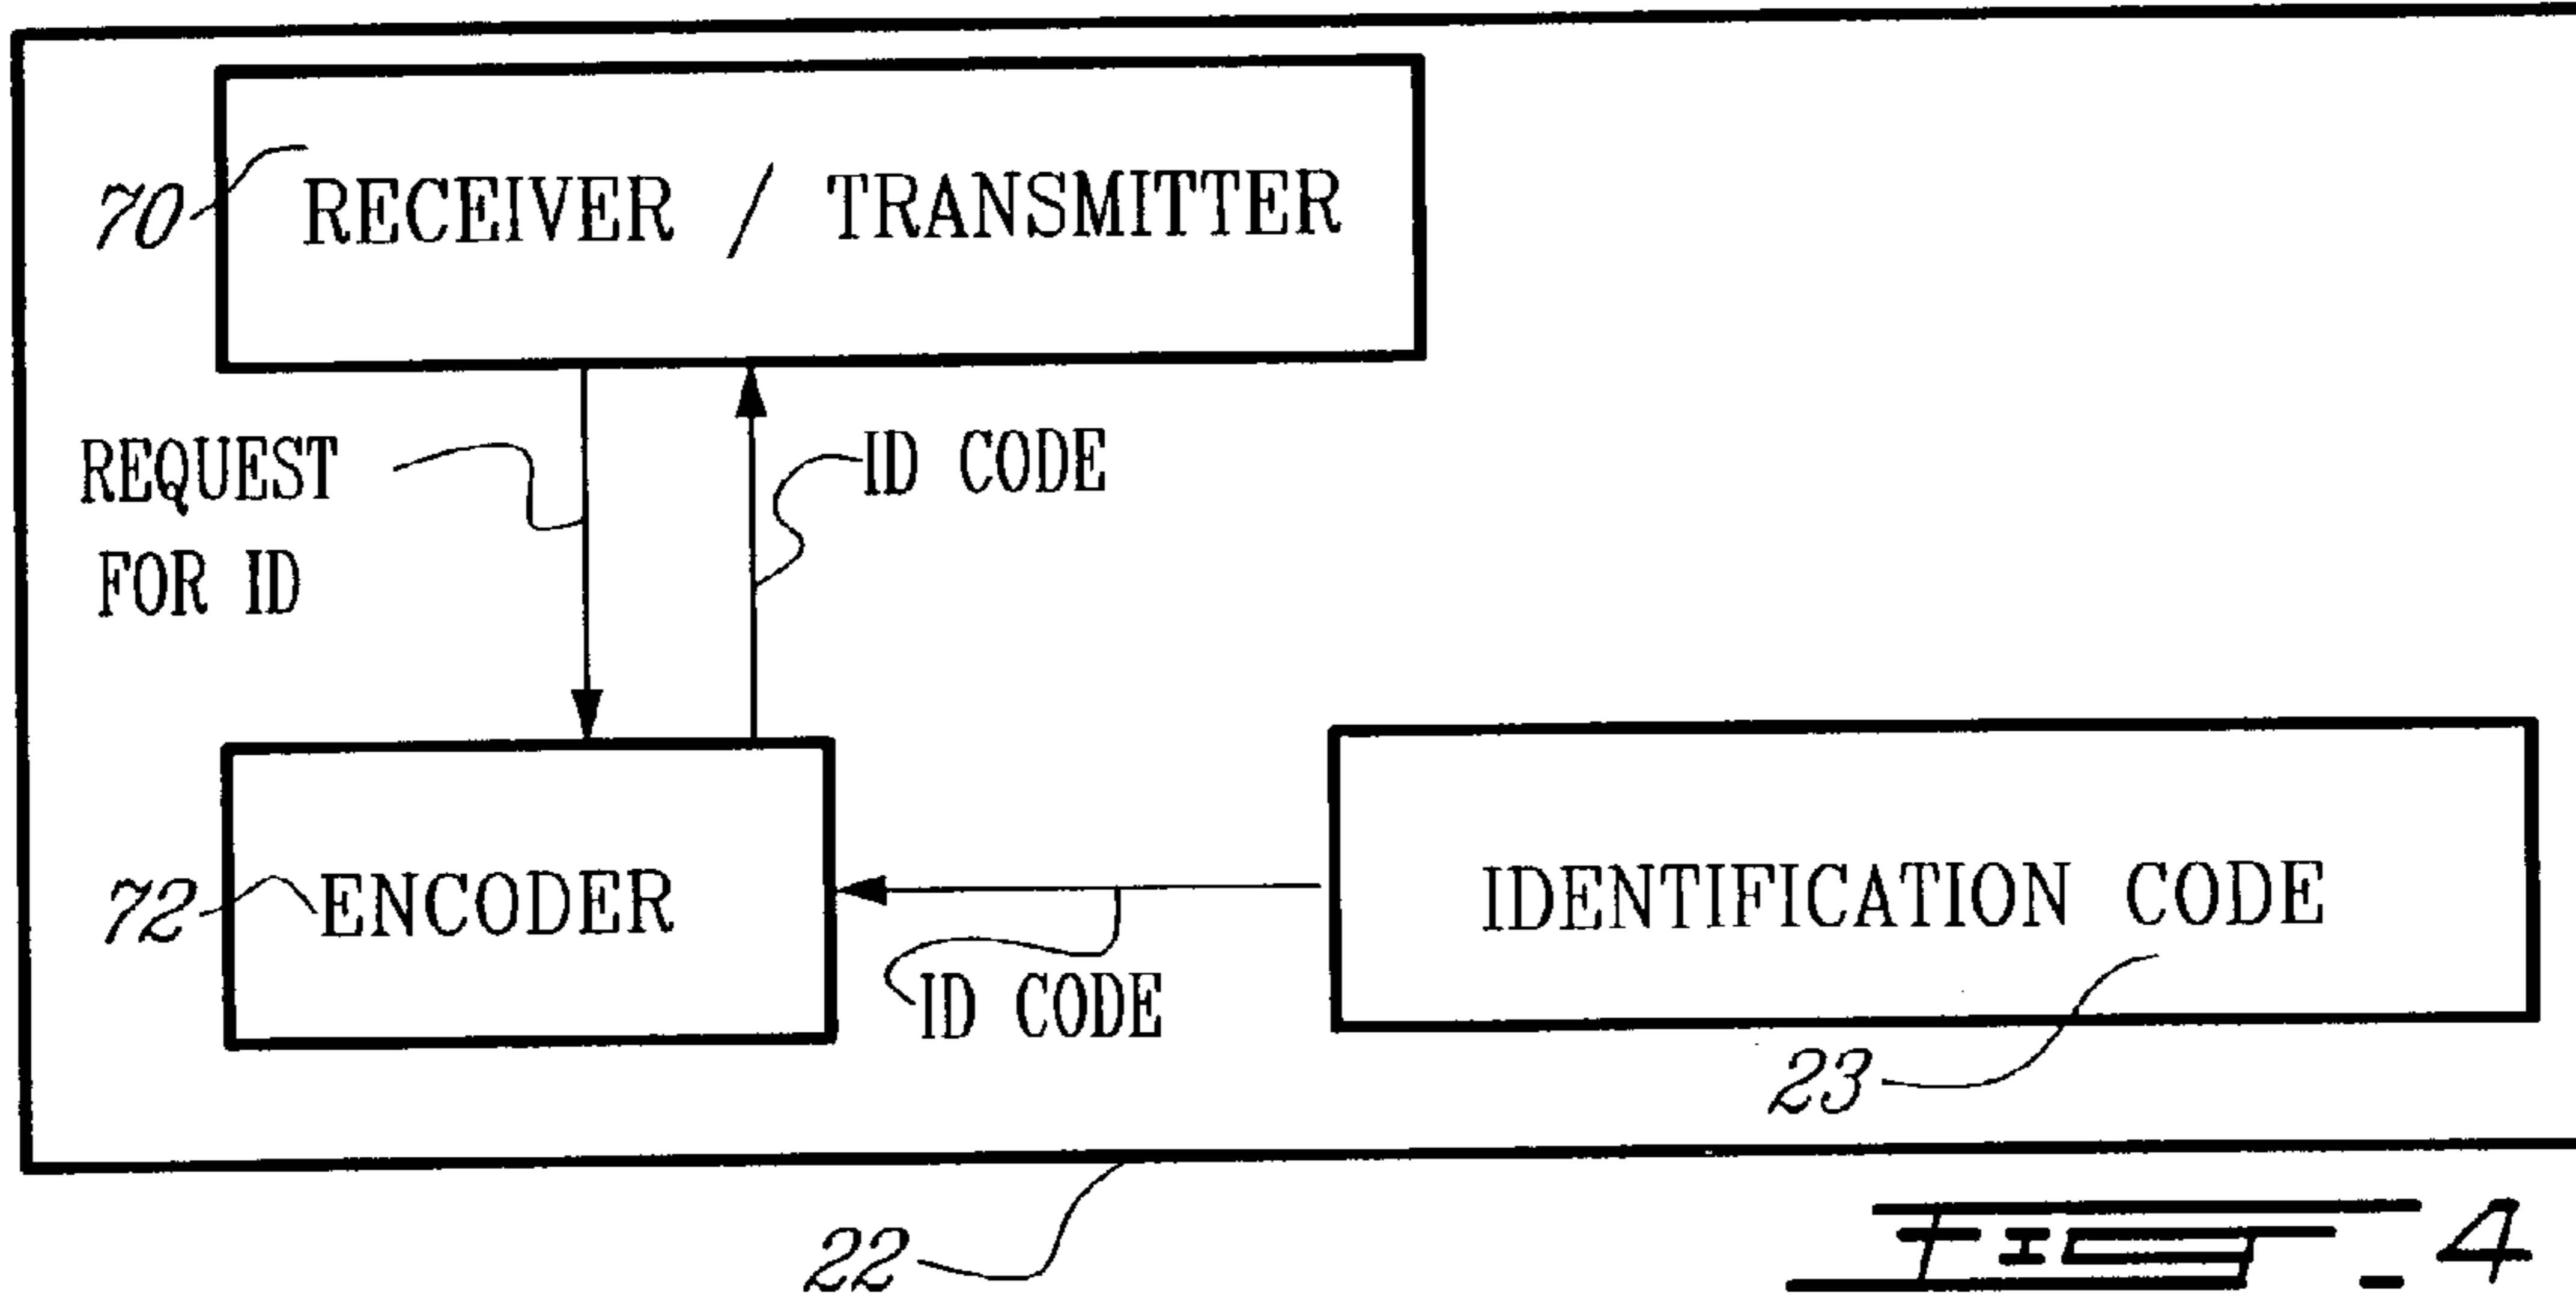 70
RECEIVER / TRANSMITTER
REQUEST
FOR ID
ID CODE
72
ENCODER
ID CODE
IDENTIFICATION CODE
23
22
FIG. 4